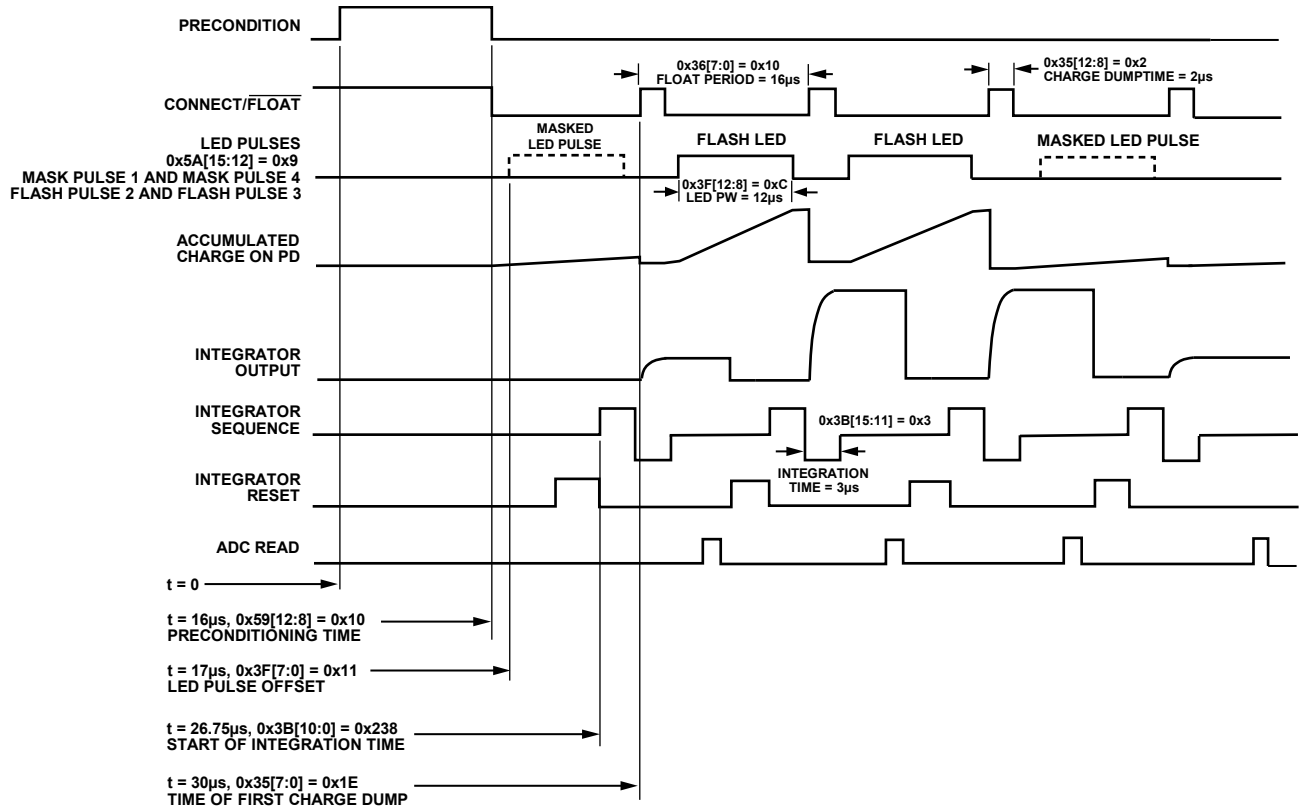 PRECONDITION
0x36[7:0] = 0x10
FLOAT PERIOD = 16µs
0x35[12:8] = 0x2
CHARGE DUMPTIME = 2µs
CONNECT/FLOAT
MASKED
LED PULSE
FLASH LED
FLASH LED
MASKED LED PULSE
LED PULSES
0x5A[15:12] = 0x9
MASK PULSE 1 AND MASK PULSE 4
FLASH PULSE 2 AND FLASH PULSE 3
0x3F[12:8] = 0xC
LED PW = 12µs
ACCUMULATED
CHARGE ON PD
INTEGRATOR
OUTPUT
INTEGRATOR
SEQUENCE
0x3B[15:11] = 0x3
INTEGRATION
TIME = 3µs
INTEGRATOR
RESET
ADC READ
t = 0
t = 16µs, 0x59[12:8] = 0x10
PRECONDITIONING TIME
t = 17µs, 0x3F[7:0] = 0x11
LED PULSE OFFSET
t = 26.75µs, 0x3B[10:0] = 0x238
START OF INTEGRATION TIME
t = 30µs, 0x35[7:0] = 0x1E
TIME OF FIRST CHARGE DUMP